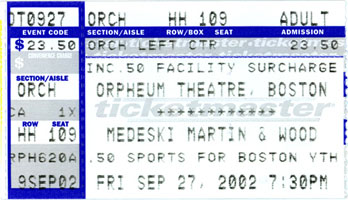 OT0927 ORCH HH 109 ADULT
EVENT CODE SECTION/AISLE ROW/BOX SEAT ADMISSION
$23.50 ORCH LEFT CTR 23.50
INC.50 FACILITY SURCHARGE
SECTION/AISLE
ORCH ORPHEUM THEATRE, BOSTON
ticketmaster
CA 1X **********
ROW SEAT
HH 109 MEDESKI MARTIN & WOOD
RPH620A .50 SPORTS FOR BOSTON YTH
9SEP02 FRI SEP 27, 2002 7:30PM